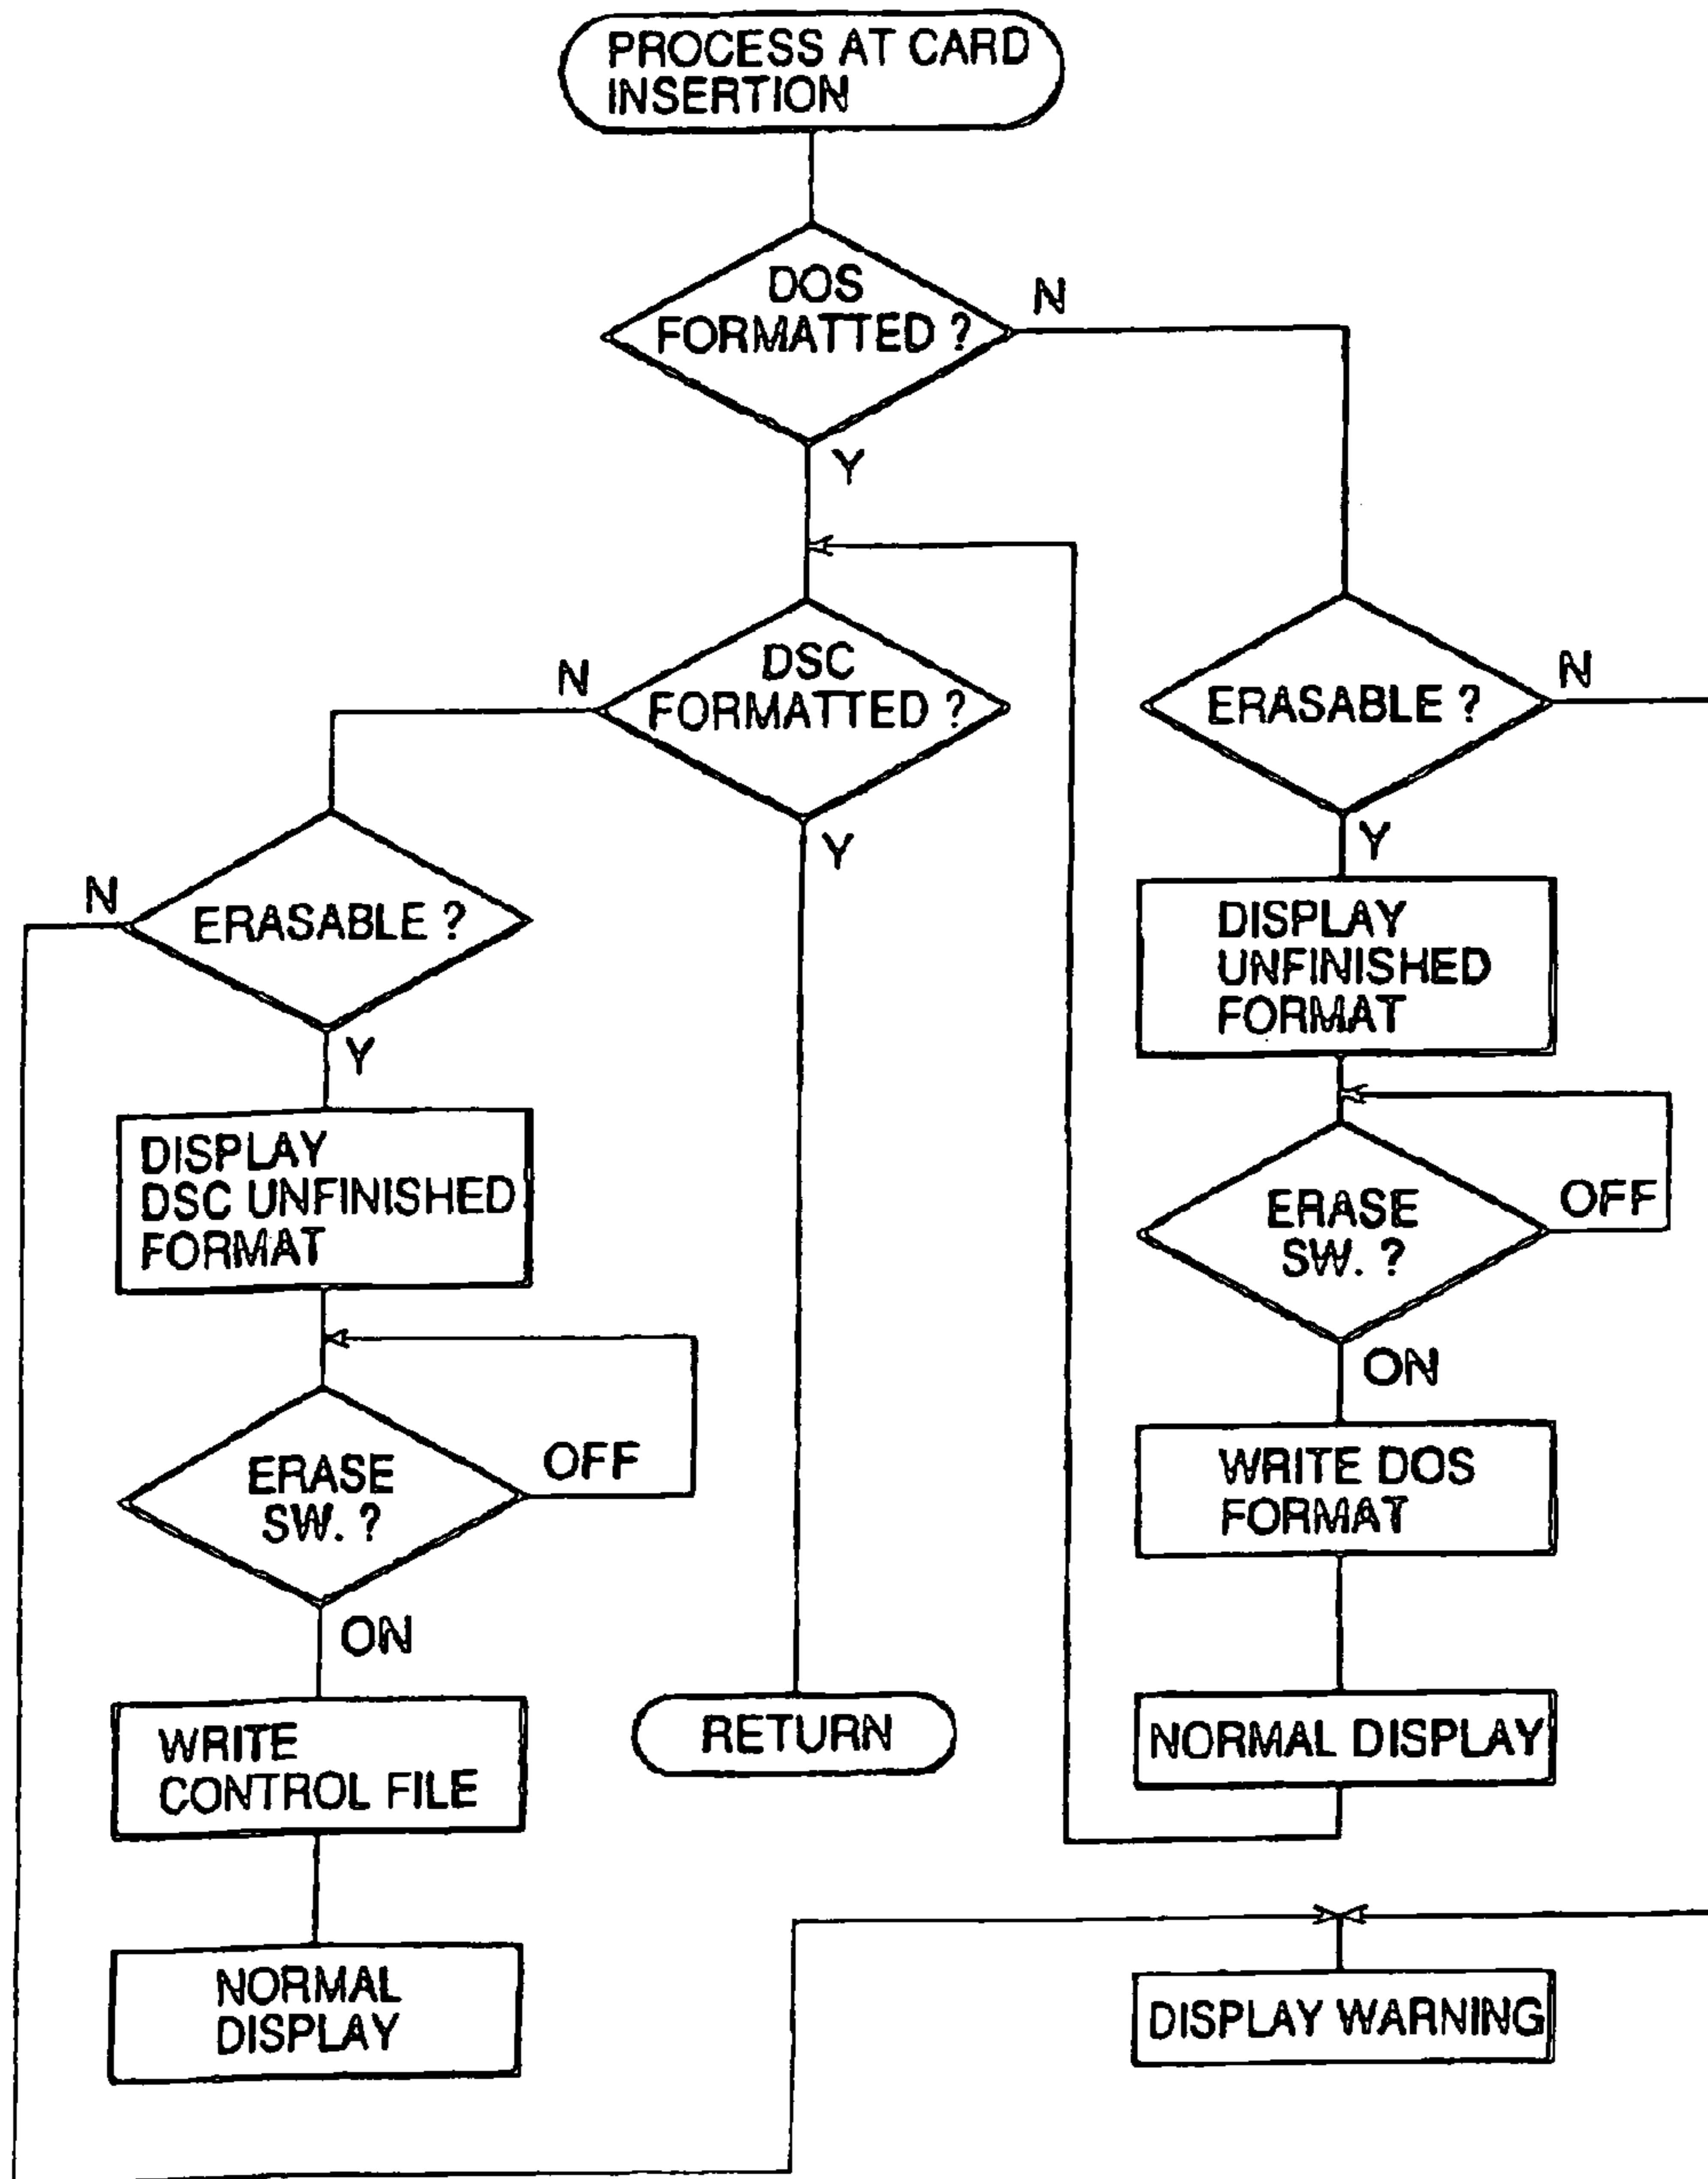 PROCESS AT CARD
INSERTION
DOS
FORMATTED ?
N
Y
DSC
FORMATTED ?
N
Y
ERASABLE ?
N
Y
ERASABLE ?
N
Y
DISPLAY
UNFINISHED
FORMAT
DISPLAY
DSC UNFINISHED
FORMAT
ERASE
SW. ?
OFF
ON
ERASE
SW. ?
OFF
ON
WRITE DOS
FORMAT
WRITE
CONTROL FILE
RETURN
NORMAL DISPLAY
NORMAL
DISPLAY
DISPLAY WARNING